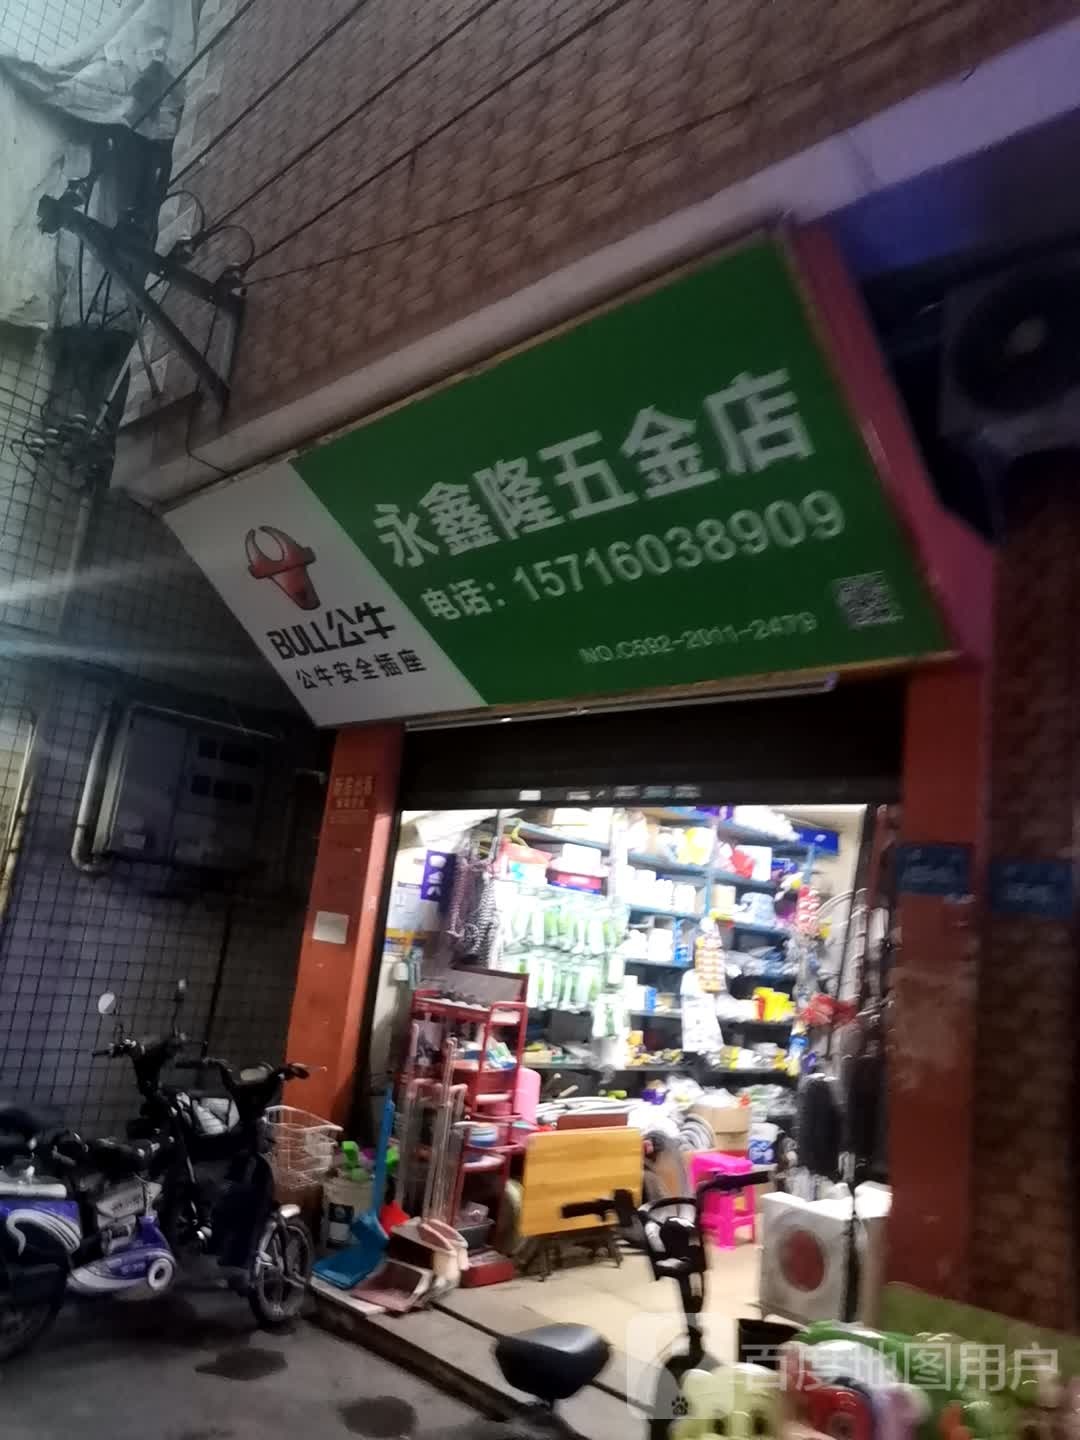 永鑫隆五金店
电话：15716038909
NO.C592-2011-2479
BULL公牛
公牛安全插座
百度地图用户